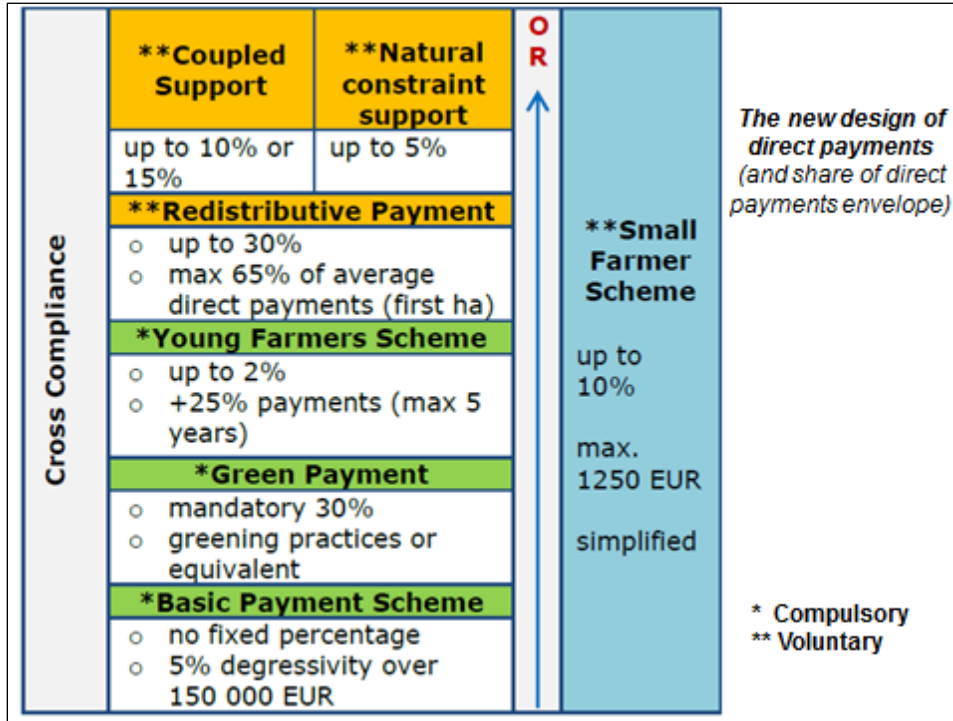 Cross Compliance
**Coupled
Support
**Natural
constraint
support
up to 10% or
15%
up to 5%
**Redistributive Payment
o up to 30%
o max 65% of average
direct payments (first ha)
*Young Farmers Scheme
o up to 2%
o +25% payments (max 5
years)
*Green Payment
o mandatory 30%
o greening practices or
equivalent
*Basic Payment Scheme
o no fixed percentage
o 5% degressivity over
150 000 EUR
O
R
**Small
Farmer
Scheme
up to
10%
max.
1250 EUR
simplified
The new design of
direct payments
(and share of direct
payments envelope)
* Compulsory
** Voluntary